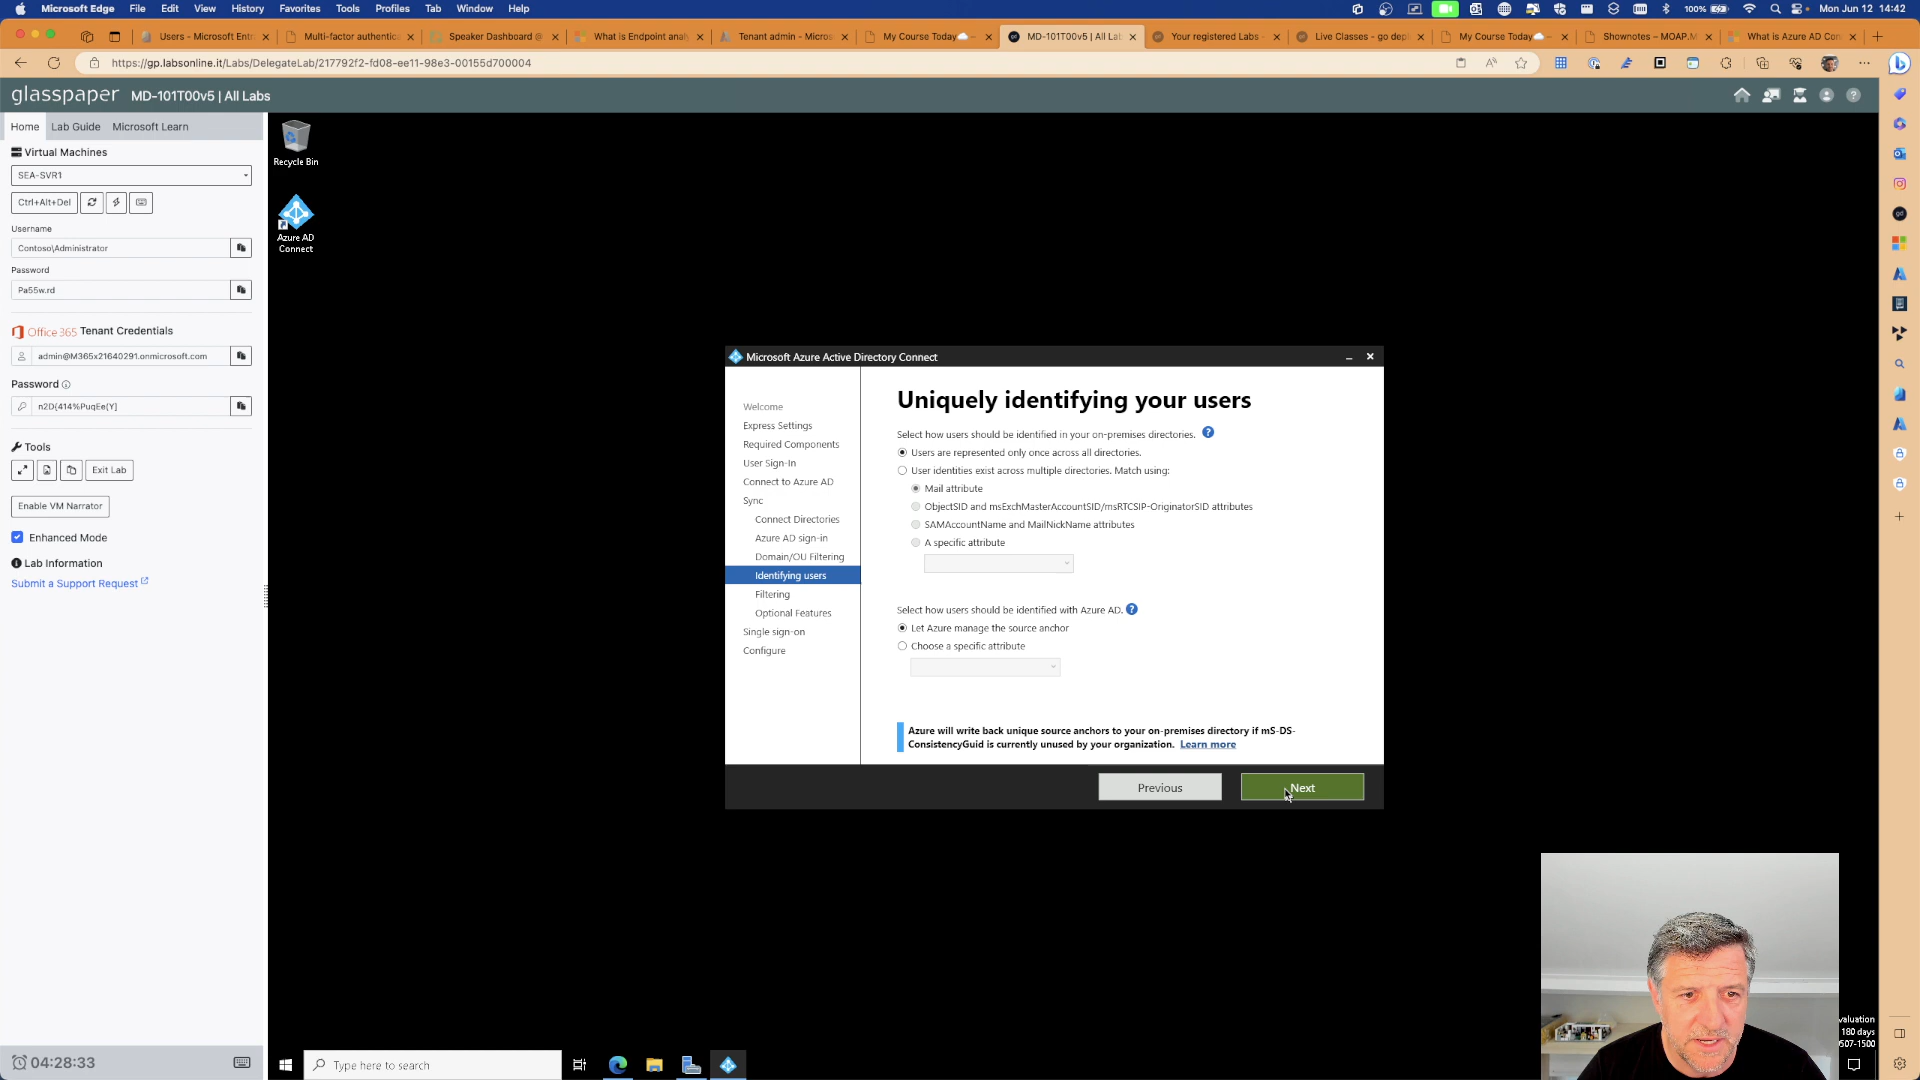 Microsoft Edge File Edit View History Favorites Tools Profiles Tab Window Help 100% Mon Jun 12 14:42
Users - Microsoft Ent Multi-factor authentic Speaker Dashboard @ What is Endpoint anal Tenant admin - Micros My Course Today MD-101T00v5 | All La Your registered Labs - Live Classes - go dep My Course Today Shownotes – MOAP.M What is Azure AD Con
https://gp.labsonline.it/Labs/DelegateLab/217792f2-fd08-ee11-98e3-00155d700004
glasspaper MD-101T00v5 | All Labs
Home Lab Guide Microsoft Learn
Virtual Machines
SEA-SVR1
Ctrl+Alt+Del
Username
Contoso\Administrator
Password
Pa55w.rd
Office 365 Tenant Credentials
admin@M365x21640291.onmicrosoft.com
Password
n2D{414%PuqEe(Y]
Tools
Exit Lab
Enable VM Narrator
Enhanced Mode
Lab Information
Submit a Support Request
04:28:33
Recycle Bin
Azure AD
Connect
Microsoft Azure Active Directory Connect
Welcome
Express Settings
Required Components
User Sign-In
Connect to Azure AD
Sync
Connect Directories
Azure AD sign-in
Domain/OU Filtering
Identifying users
Filtering
Optional Features
Single sign-on
Configure
Uniquely identifying your users
Select how users should be identified in your on-premises directories. ?
Users are represented only once across all directories.
User identities exist across multiple directories. Match using:
Mail attribute
ObjectSID and msExchMasterAccountSID/msRTCSIP-OriginatorSID attributes
SAMAccountName and MailNickName attributes
A specific attribute
Select how users should be identified with Azure AD. ?
Let Azure manage the source anchor
Choose a specific attribute
Azure will write back unique source anchors to your on-premises directory if mS-DS-
ConsistencyGuid is currently unused by your organization. Learn more
Previous Next
Type here to search
valuation
180 days
507-1500